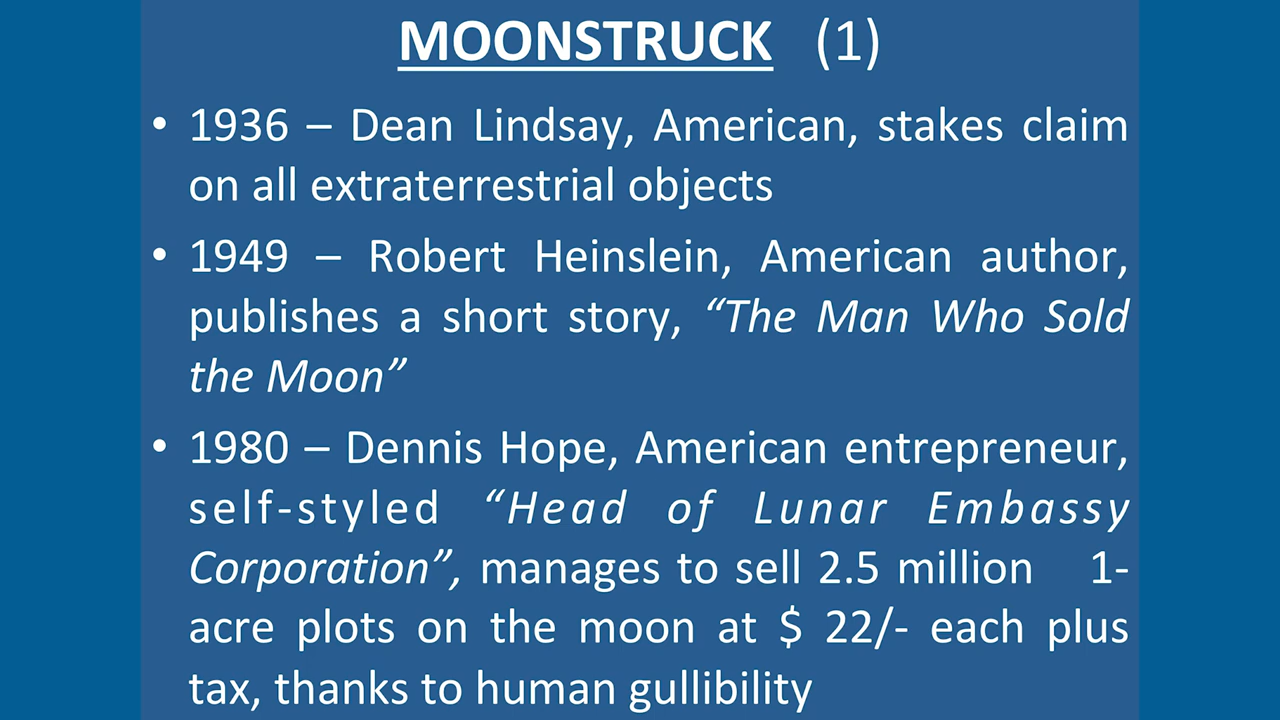 MOONSTRUCK (1)
• 1936 – Dean Lindsay, American, stakes claim
on all extraterrestrial objects
• 1949 – Robert Heinslein, American author,
publishes a short story, “The Man Who Sold
the Moon”
• 1980 – Dennis Hope, American entrepreneur,
self-styled “Head of Lunar Embassy
Corporation”, manages to sell 2.5 million 1-
acre plots on the moon at $ 22/- each plus
tax, thanks to human gullibility